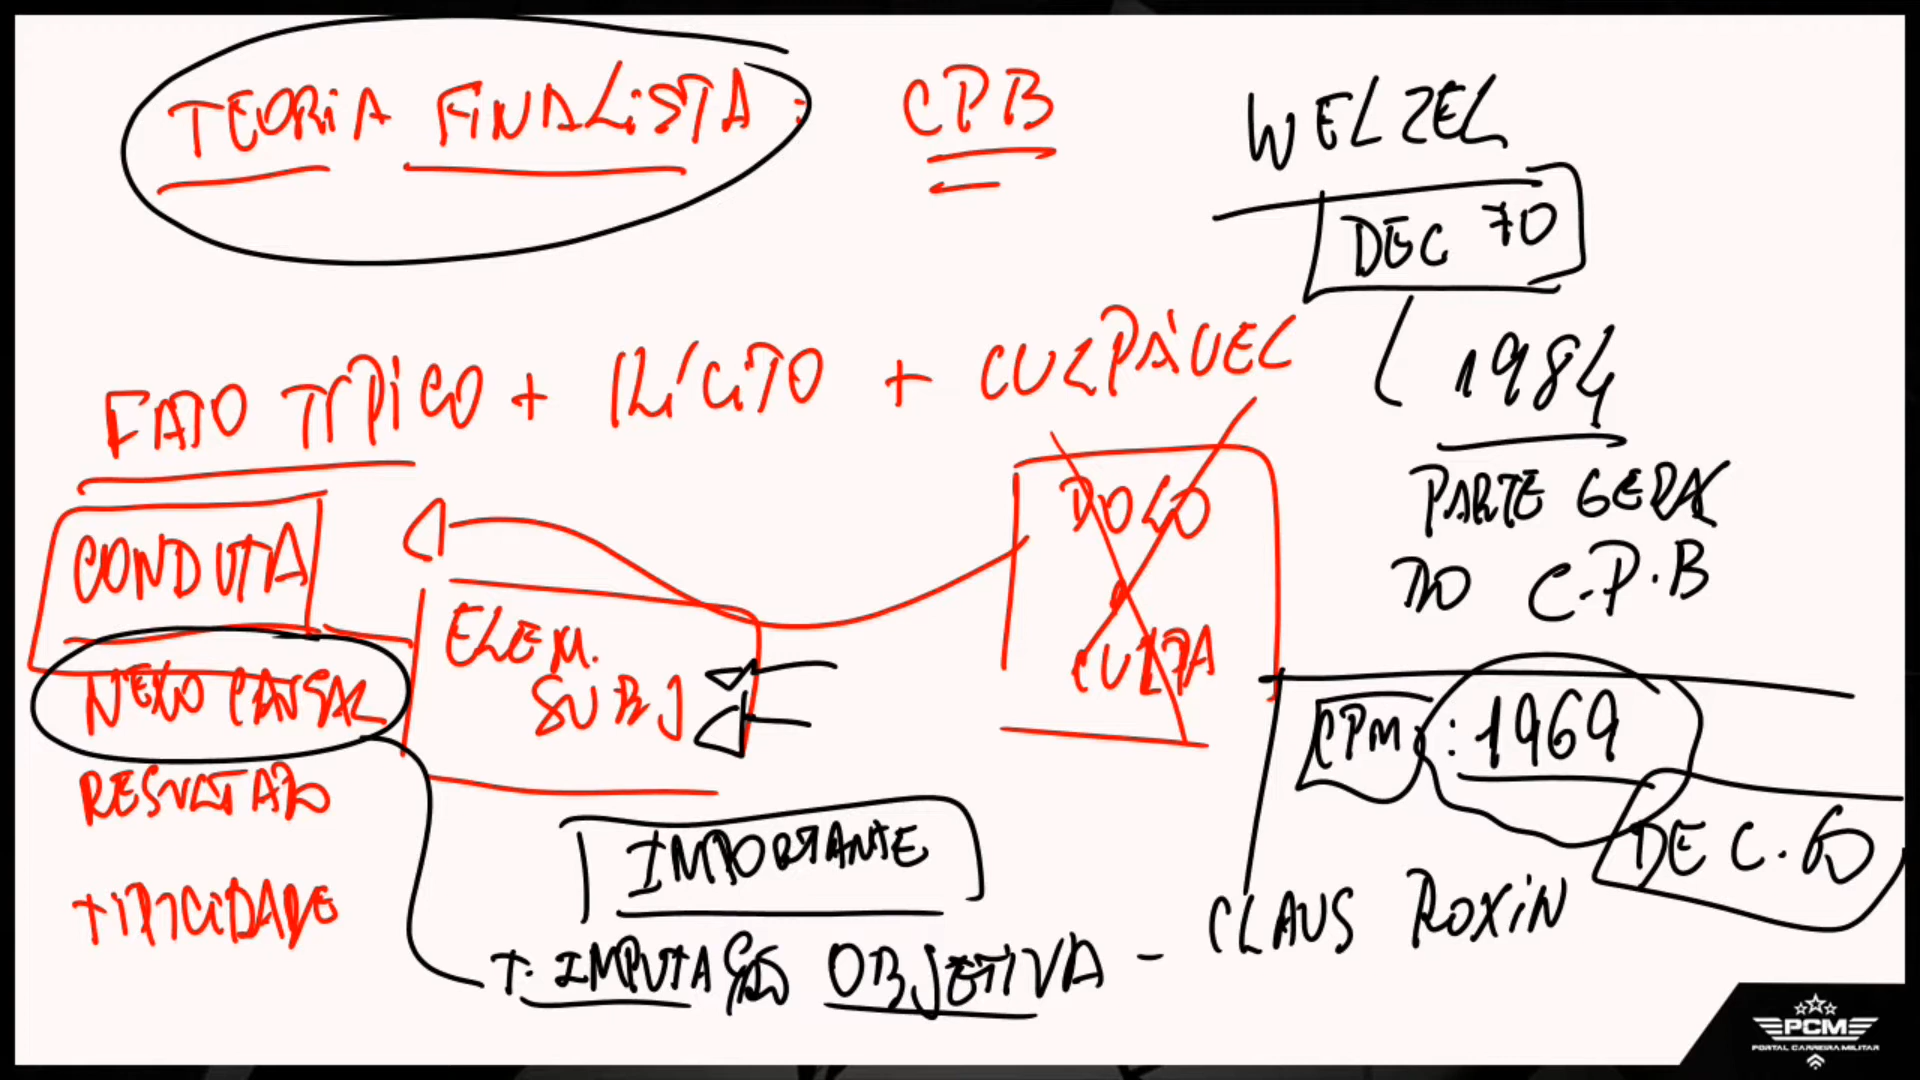 TEORIA FINALISTA: CPB
WELZEL
DEC 70
1984
PARTE GERAL
DO C.P.B
FATO TÍPICO + ILÍCITO + CULPÁVEL
CONDUTA
NEXO CAUSAL
RESULTADO
TIPICIDADE
ELEM.
SUBJ
DOLO
CULPA
CPM: 1969
DEC. 60
IMPORTANTE
T. IMPUTAÇÃO OBJETIVA - CLAUS ROXIN
PCM
PORTAL CARREIRA MILITAR